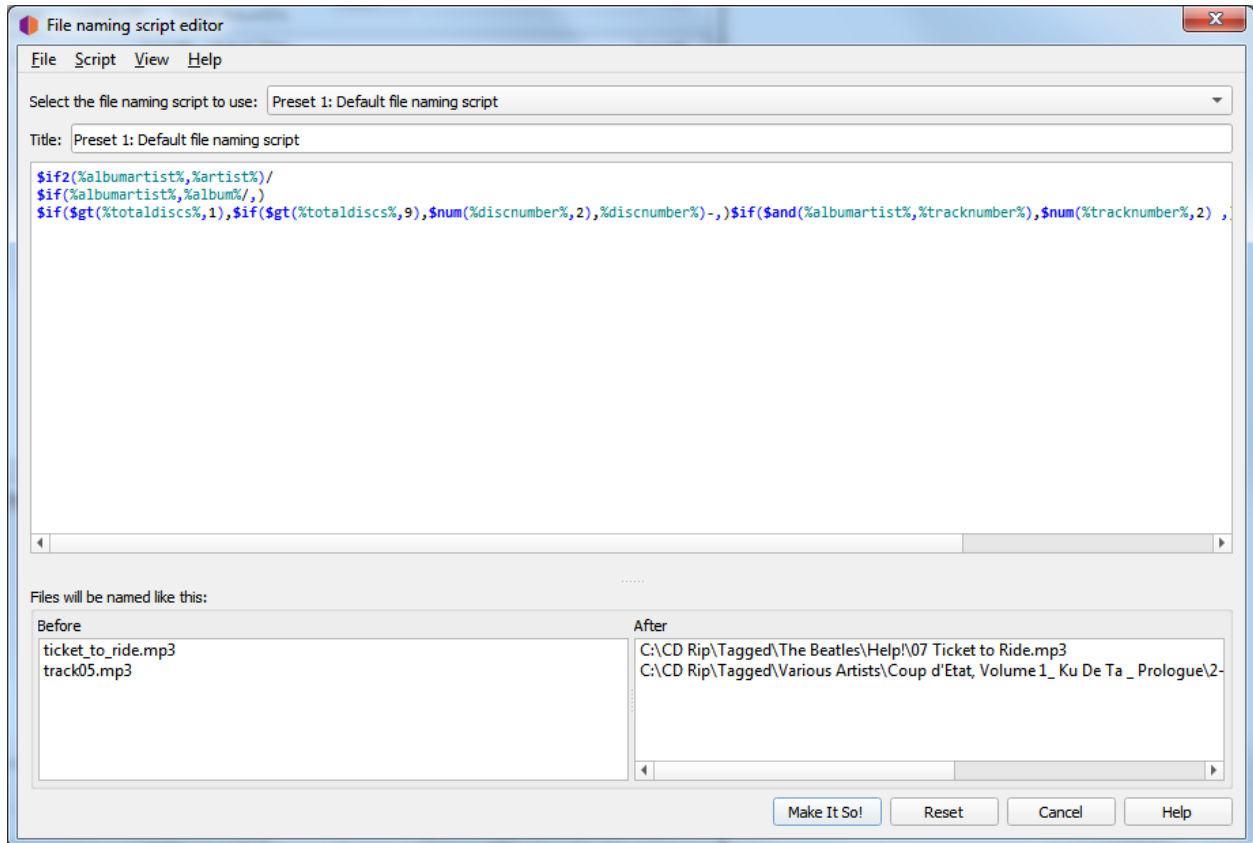 File naming script editor
File Script View Help
Select the file naming script to use: Preset 1: Default file naming script
Title: Preset 1: Default file naming script
$if2(%albumartist%,%artist%)/
$if(%albumartist%,%album%/,)
$if($gt(%totaldiscs%,1),$if($gt(%totaldiscs%,9),$num(%discnumber%,2),%discnumber%)-,)$if($and(%albumartist%,%tracknumber%),$num(%tracknumber%,2) ,)
Files will be named like this:
Before After
ticket_to_ride.mp3 C:\CD Rip\Tagged\The Beatles\Help!\07 Ticket to Ride.mp3
track05.mp3 C:\CD Rip\Tagged\Various Artists\Coup d'Etat, Volume 1_ Ku De Ta _ Prologue\2-
Make It So! Reset Cancel Help